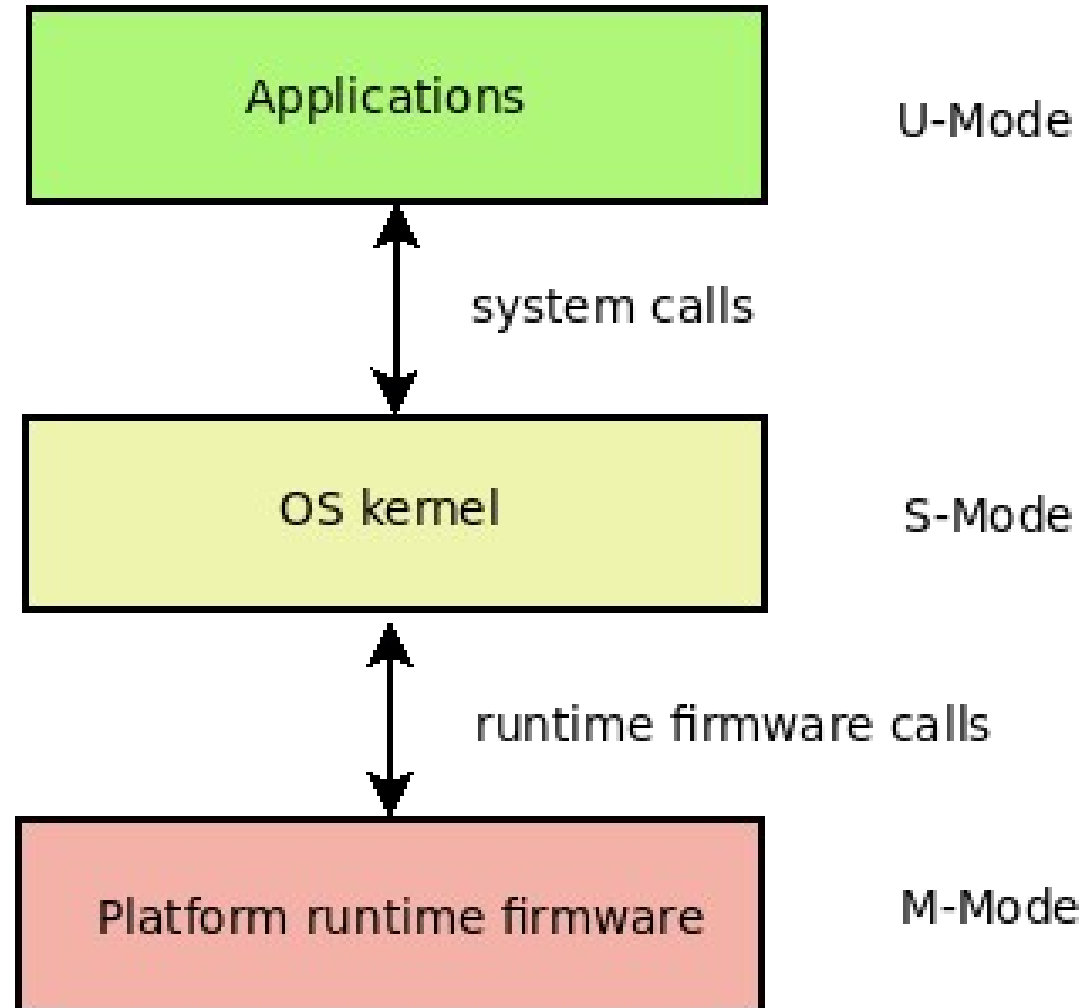 Applications
U-Mode
system calls
OS kernel
S-Mode
runtime firmware calls
Platform runtime firmware
M-Mode